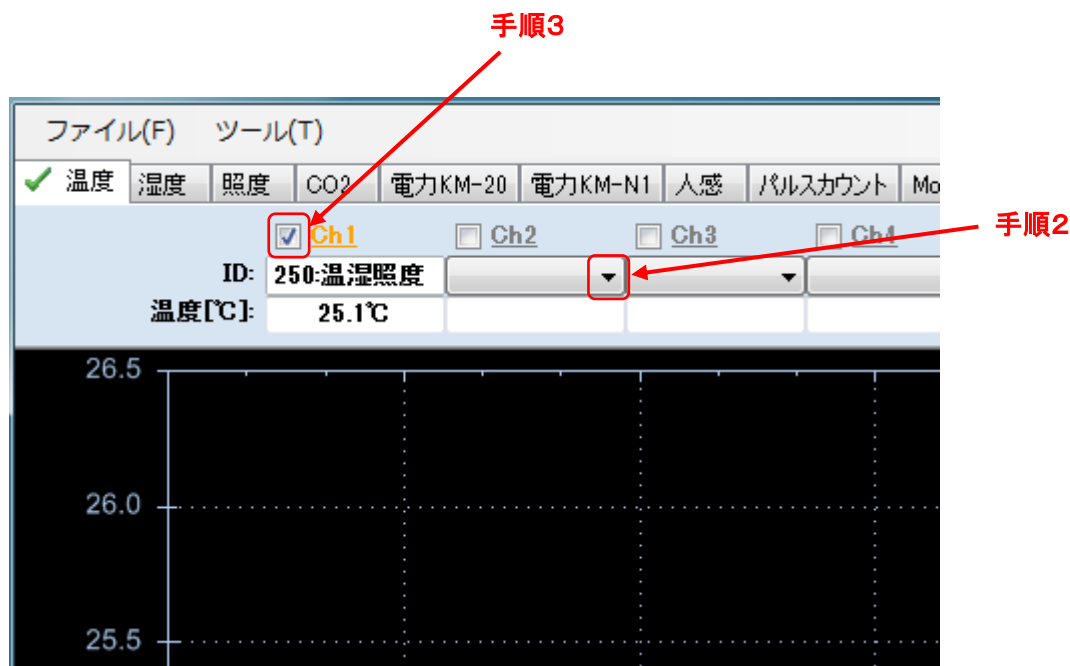 手順３
ファイル(F) ツール(T)
温度 湿度 照度 CO2 電力KM-20 電力KM-N1 人感 パルスカウント Mo
Ch1 Ch2 Ch3 Ch4
手順２
ID: 250:温湿照度
温度[℃]: 25.1℃
26.5
26.0
25.5